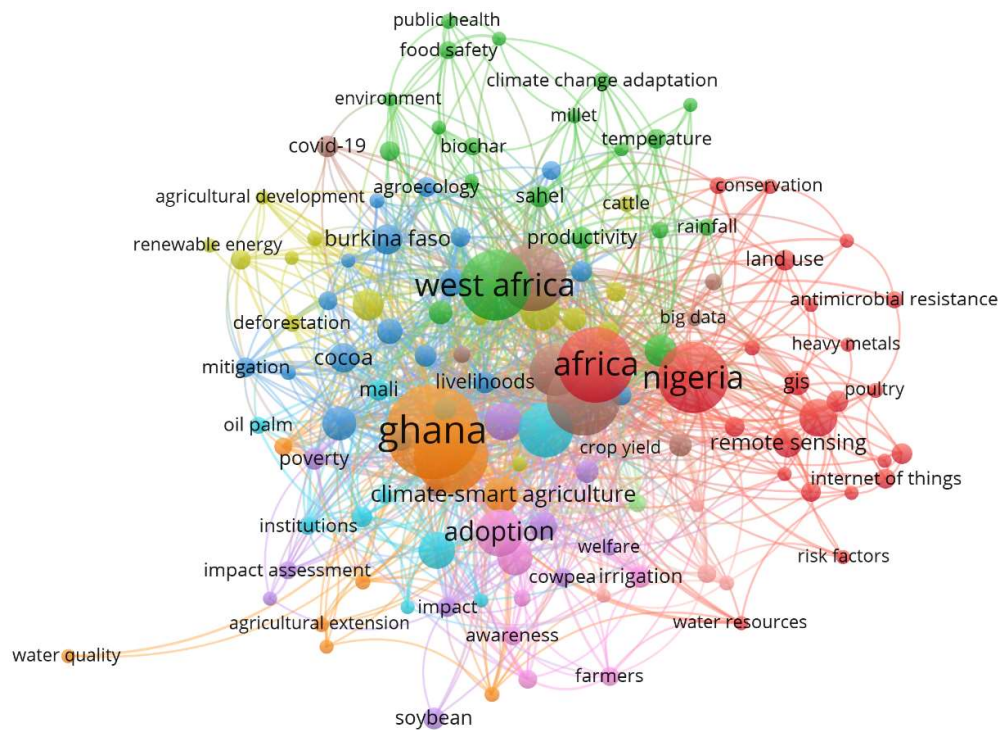 public health
food safety
climate change adaptation
environment
millet
covid-19
biochar
temperature
agricultural development
agroecology
sahel
cattle
conservation
renewable energy
burkina faso
productivity
rainfall
land use
west africa
antimicrobial resistance
deforestation
big data
heavy metals
mitigation
cocoa
africa
mali
livelihoods
nigeria
gis
poultry
oil palm
ghana
remote sensing
poverty
crop yield
internet of things
climate-smart agriculture
institutions
adoption
welfare
risk factors
impact assessment
cowpea
irrigation
impact
agricultural extension
awareness
water resources
water quality
farmers
soybean